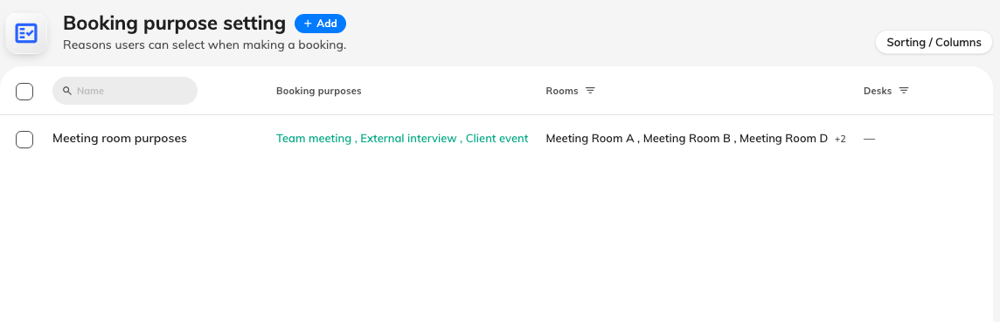 Booking purpose setting + Add
Reasons users can select when making a booking.
Sorting / Columns
Name Booking purposes Rooms Desks
Meeting room purposes Team meeting , External interview , Client event Meeting Room A , Meeting Room B , Meeting Room D +2 —